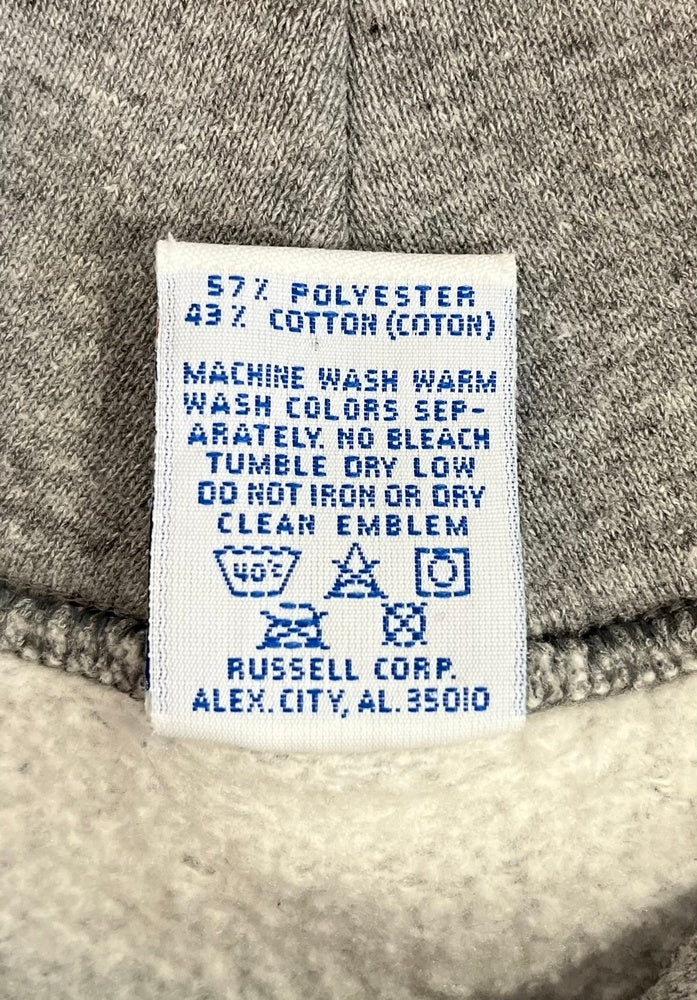 57% POLYESTER
43% COTTON (COTON)
MACHINE WASH WARM
WASH COLORS SEP-
ARATELY. NO BLEACH
TUMBLE DRY LOW
DO NOT IRON OR DRY
CLEAN EMBLEM
40°C
RUSSELL CORP.
ALEX. CITY, AL. 35010